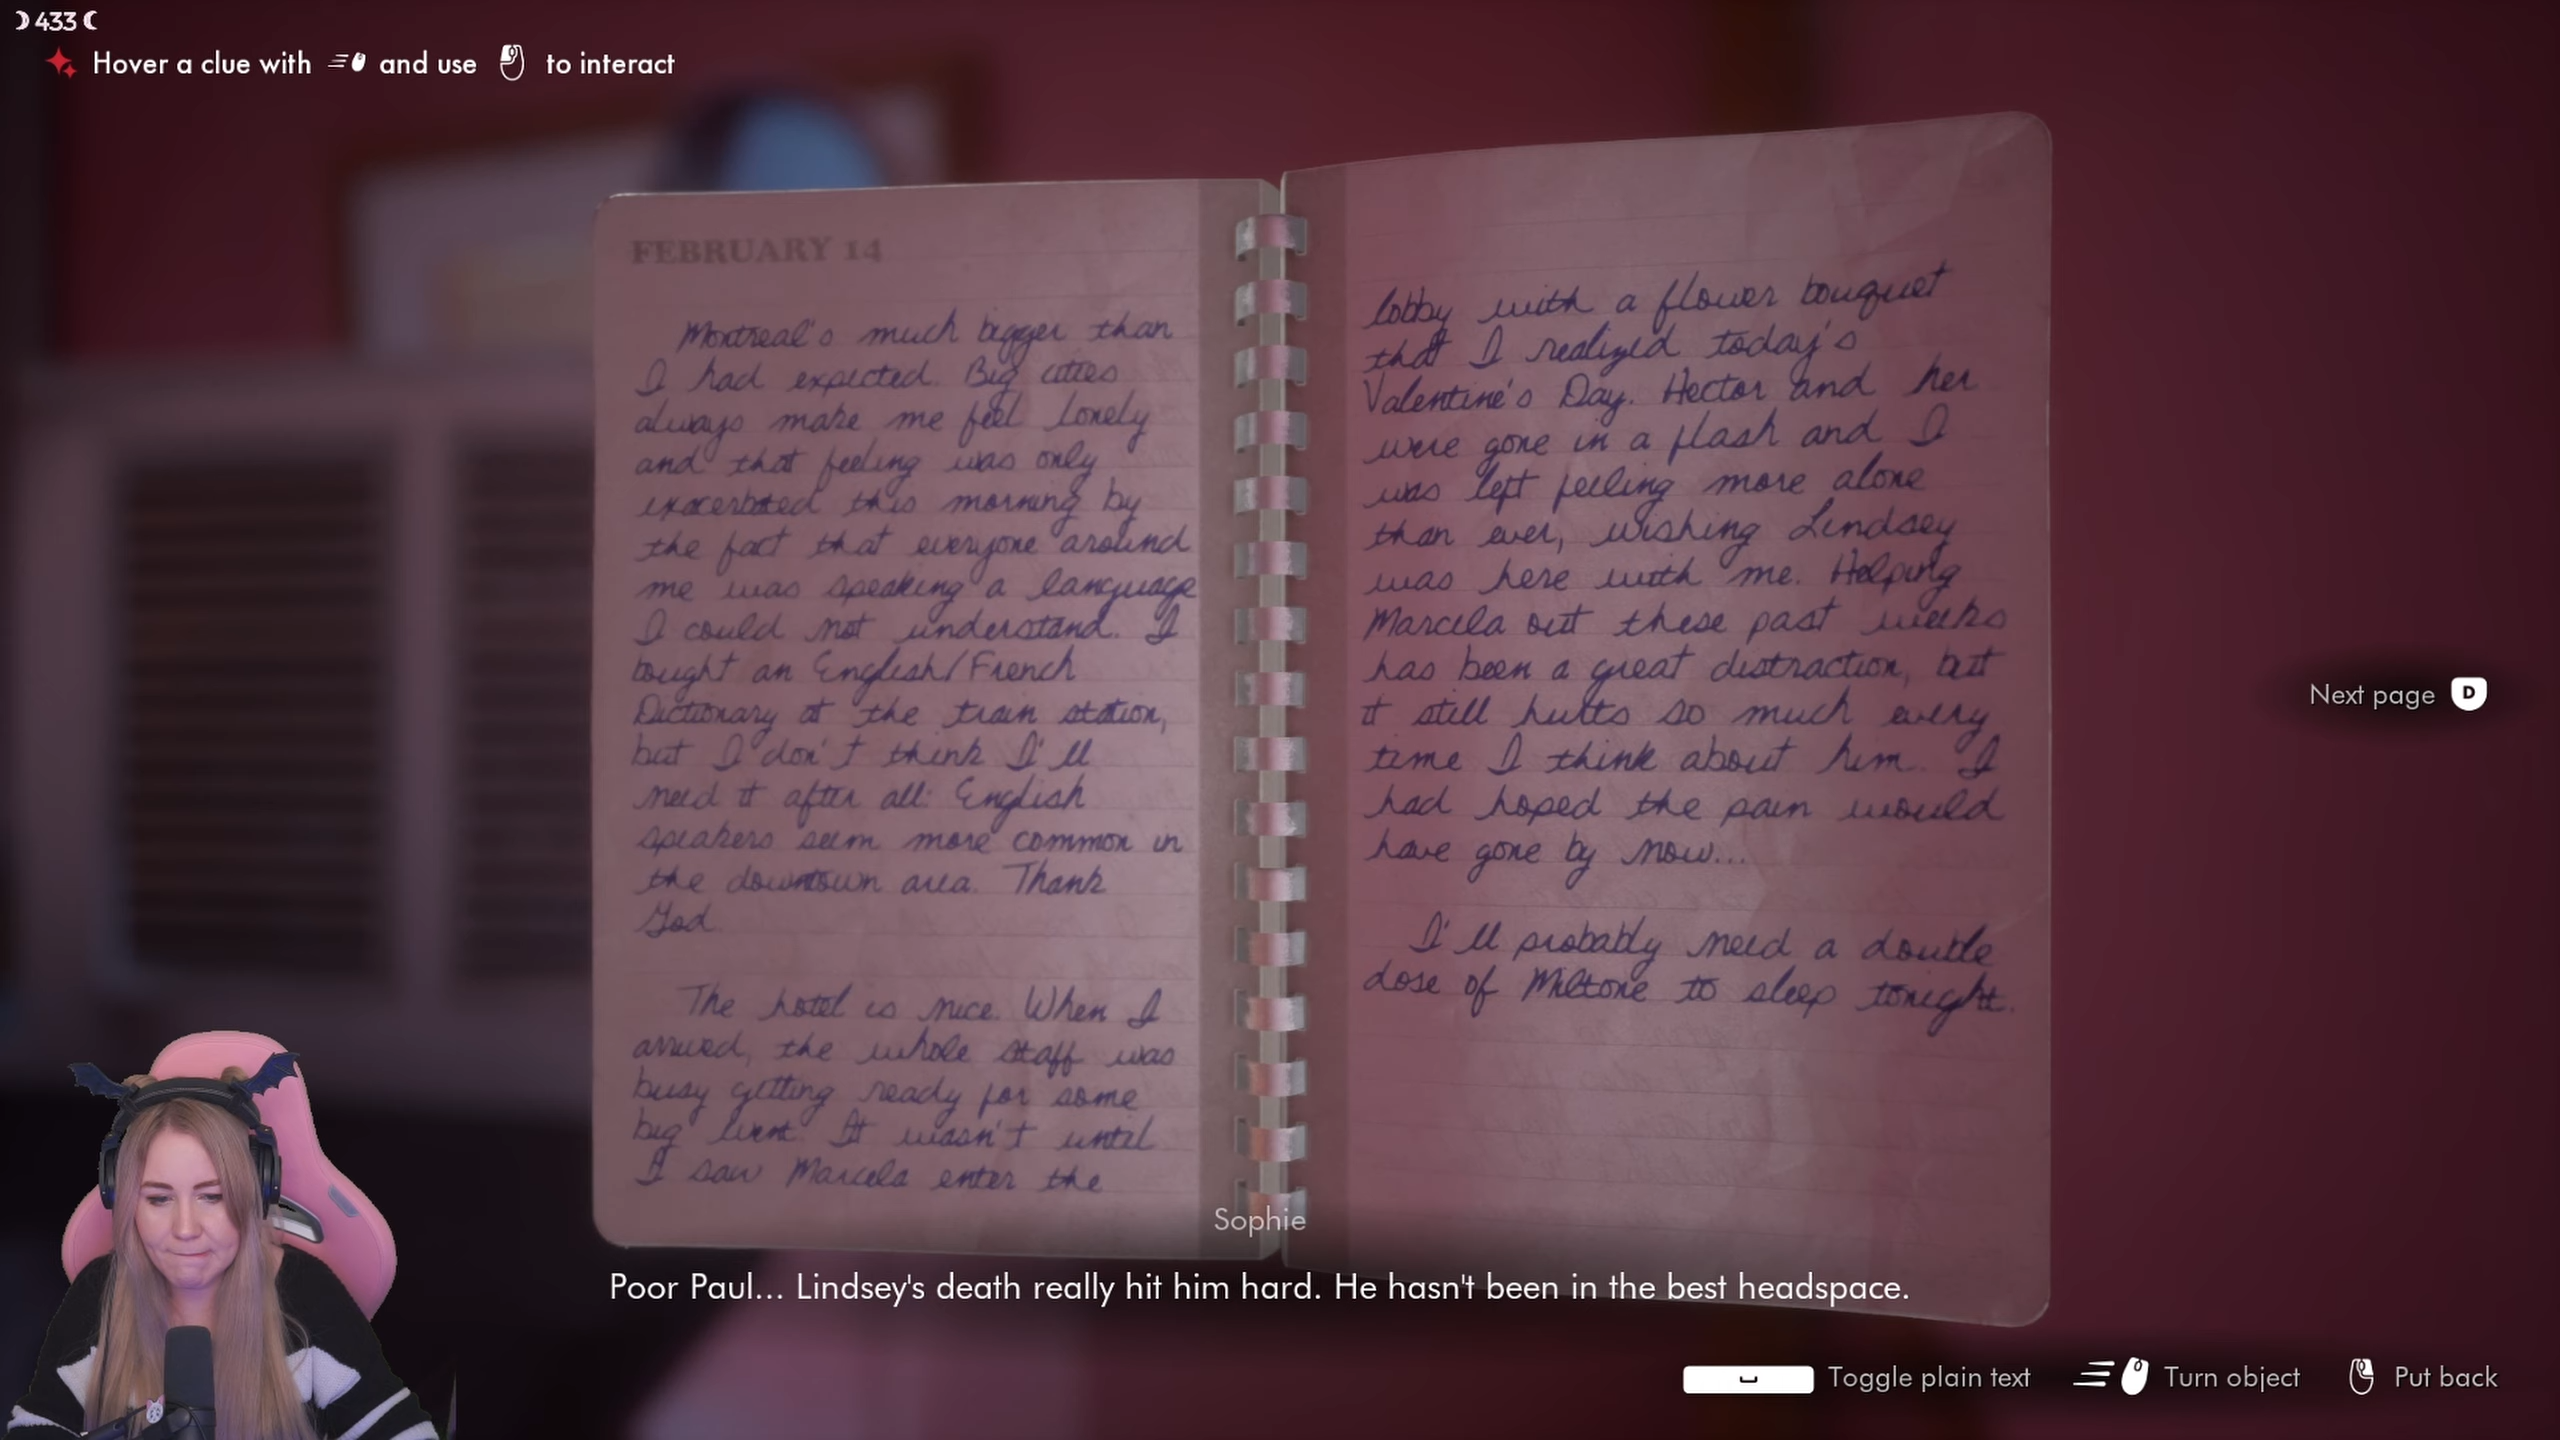 433
Hover a clue with and use to interact
FEBRUARY 14
Montreal's much bigger than
I had expected. Big cities
always make me feel lonely
and that feeling was only
exacerbated this morning by
the fact that everyone around
me was speaking a language
I could not understand. I
bought an English/French
Dictionary at the train station,
but I don't think I'll
need it after all. English
speakers seem more common in
the downtown area. Thank
God.
The hotel is nice. When I
arrived, the whole staff was
busy getting ready for some
big event. It wasn't until
I saw Marcela enter the
lobby with a flower bouquet
that I realized today's
Valentine's Day. Hector and her
were gone in a flash and I
was left feeling more alone
than ever, wishing Lindsey
was here with me. Helping
Marcela out these past weeks
has been a great distraction, but
it still hurts so much every
time I think about him. I
had hoped the pain would
have gone by now...
I'll probably need a double
dose of Miltone to sleep tonight.
Next page D
Sophie
Poor Paul... Lindsey's death really hit him hard. He hasn't been in the best headspace.
Toggle plain text Turn object Put back